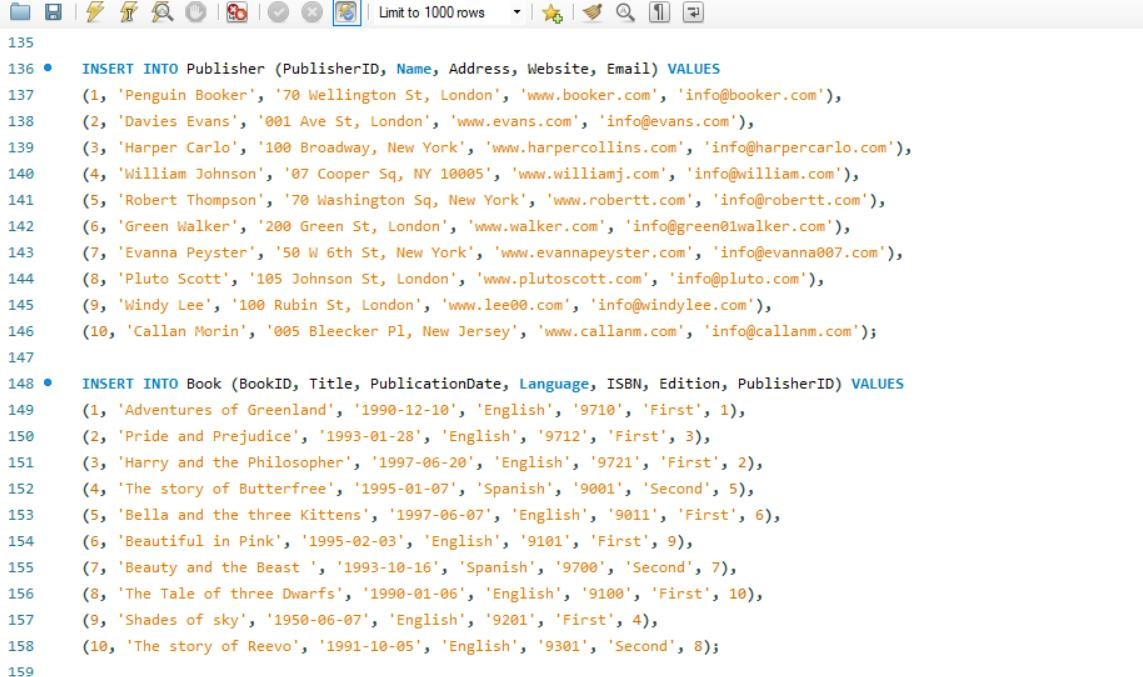 Limit to 1000 rows
135
136 INSERT INTO Publisher (PublisherID, Name, Address, Website, Email) VALUES
137 (1, 'Penguin Booker', '70 Wellington St, London', 'www.booker.com', 'info@booker.com'),
138 (2, 'Davies Evans', '001 Ave St, London', 'www.evans.com', 'info@evans.com'),
139 (3, 'Harper Carlo', '100 Broadway, New York', 'www.harpercollins.com', 'info@harpercarlo.com'),
140 (4, 'William Johnson', '07 Cooper Sq, NY 10005', 'www.williamj.com', 'info@william.com'),
141 (5, 'Robert Thompson', '70 Washington Sq, New York', 'www.robertt.com', 'info@robertt.com'),
142 (6, 'Green Walker', '200 Green St, London', 'www.walker.com', 'info@green01walker.com'),
143 (7, 'Evanna Peyster', '50 W 6th St, New York', 'www.evannapeyster.com', 'info@evanna007.com'),
144 (8, 'Pluto Scott', '105 Johnson St, London', 'www.plutoscott.com', 'info@pluto.com'),
145 (9, 'Windy Lee', '100 Rubin St, London', 'www.lee00.com', 'info@windylee.com'),
146 (10, 'Callan Morin', '005 Bleecker Pl, New Jersey', 'www.callanm.com', 'info@callanm.com');
147
148 INSERT INTO Book (BookID, Title, PublicationDate, Language, ISBN, Edition, PublisherID) VALUES
149 (1, 'Adventures of Greenland', '1990-12-10', 'English', '9710', 'First', 1),
150 (2, 'Pride and Prejudice', '1993-01-28', 'English', '9712', 'First', 3),
151 (3, 'Harry and the Philosopher', '1997-06-20', 'English', '9721', 'First', 2),
152 (4, 'The story of Butterfree', '1995-01-07', 'Spanish', '9001', 'Second', 5),
153 (5, 'Bella and the three Kittens', '1997-06-07', 'English', '9011', 'First', 6),
154 (6, 'Beautiful in Pink', '1995-02-03', 'English', '9101', 'First', 9),
155 (7, 'Beauty and the Beast ', '1993-10-16', 'Spanish', '9700', 'Second', 7),
156 (8, 'The Tale of three Dwarfs', '1990-01-06', 'English', '9100', 'First', 10),
157 (9, 'Shades of sky', '1950-06-07', 'English', '9201', 'First', 4),
158 (10, 'The story of Reevo', '1991-10-05', 'English', '9301', 'Second', 8);
159